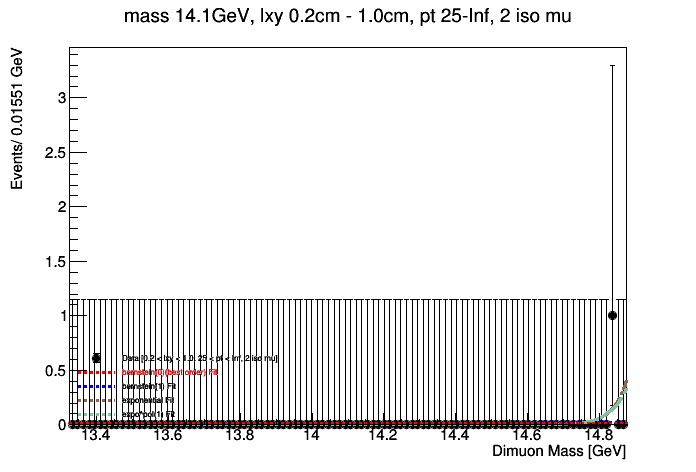 mass 14.1GeV, lxy 0.2cm - 1.0cm, pt 25-Inf, 2 iso mu
Events/ 0.01551 GeV
3
2.5
2
1.5
1
0.5
0
Data [0.2 < lxy < 1.0, 25 < pt < Inf, 2 iso mu]
bernstein(0) (best order) Fit
bernstein(1) Fit
exponential Fit
expo*pol(1) Fit
13.4 13.6 13.8 14 14.2 14.4 14.6 14.8
Dimuon Mass [GeV]